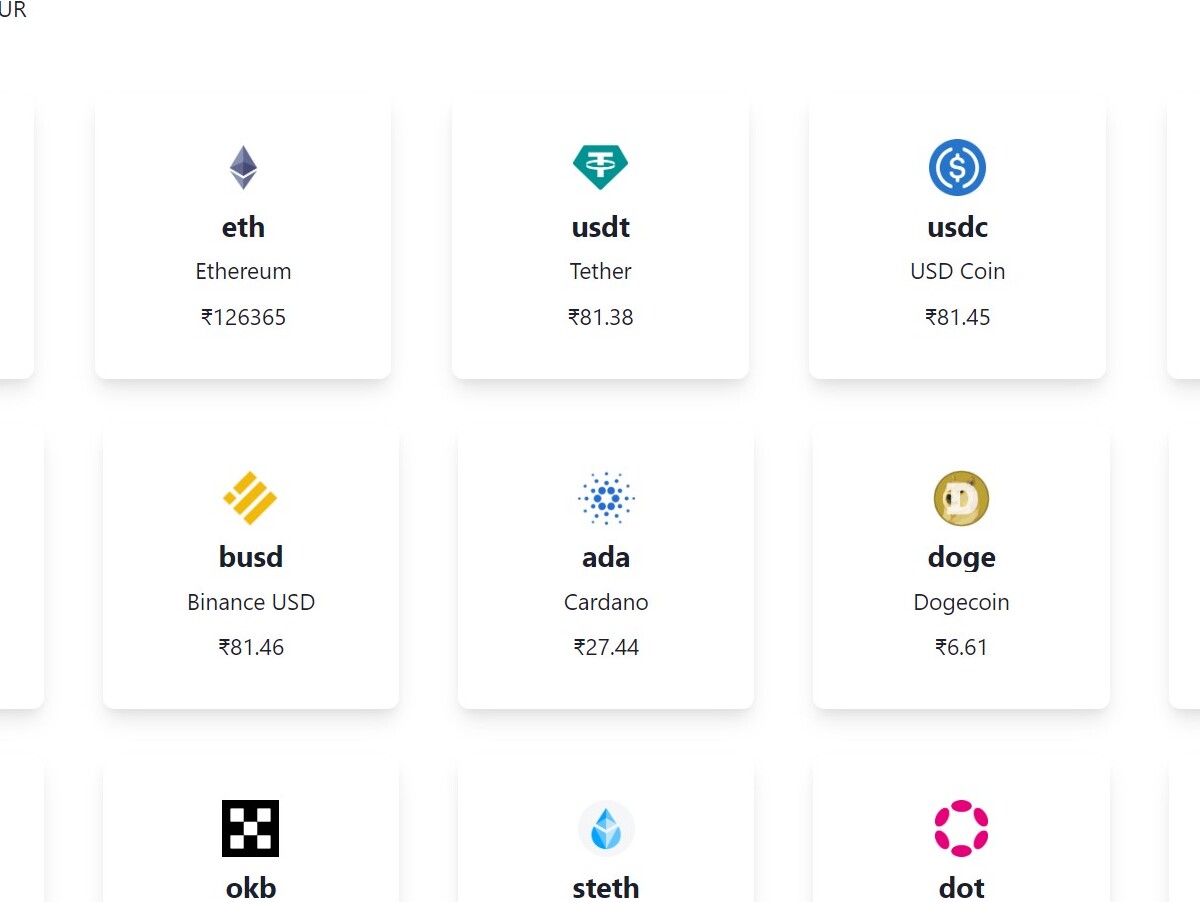 UR
eth
Ethereum
₹126365
usdt
Tether
₹81.38
usdc
USD Coin
₹81.45
busd
Binance USD
₹81.46
ada
Cardano
₹27.44
doge
Dogecoin
₹6.61
okb
steth
dot